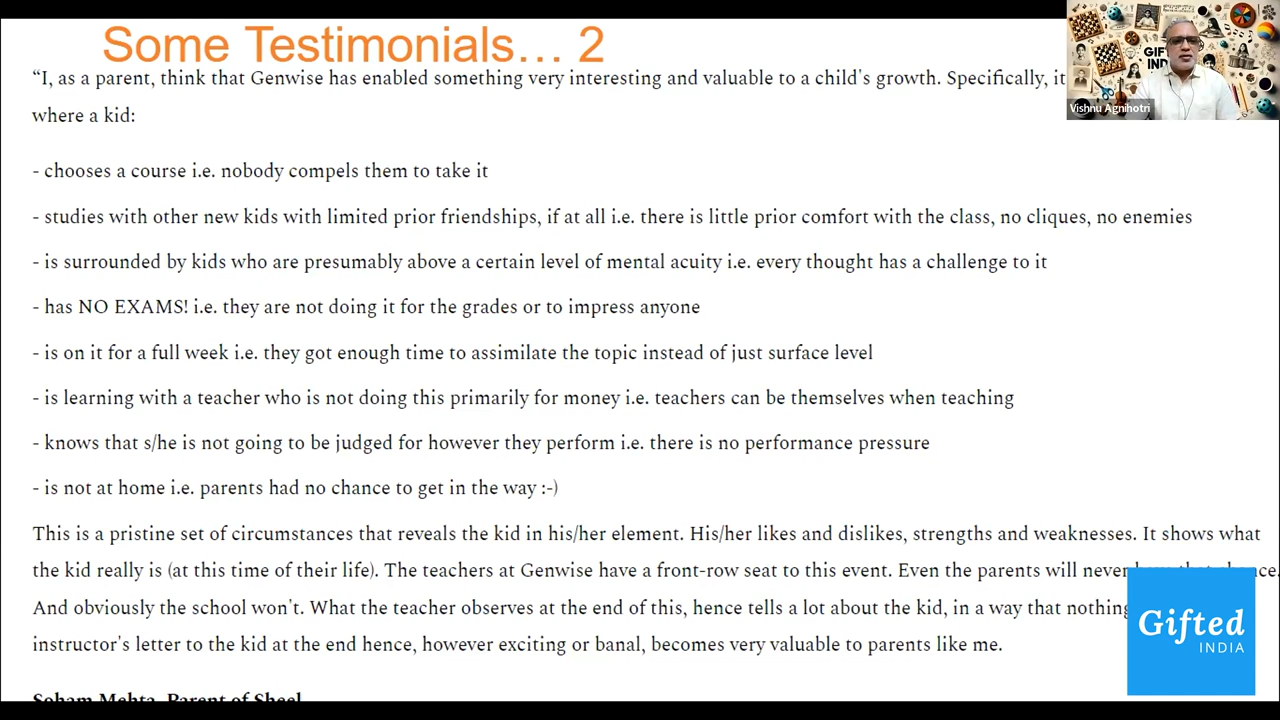 Some Testimonials… 2
“I, as a parent, think that Genwise has enabled something very interesting and valuable to a child's growth. Specifically, it
where a kid:
- chooses a course i.e. nobody compels them to take it
- studies with other new kids with limited prior friendships, if at all i.e. there is little prior comfort with the class, no cliques, no enemies
- is surrounded by kids who are presumably above a certain level of mental acuity i.e. every thought has a challenge to it
- has NO EXAMS! i.e. they are not doing it for the grades or to impress anyone
- is on it for a full week i.e. they got enough time to assimilate the topic instead of just surface level
- is learning with a teacher who is not doing this primarily for money i.e. teachers can be themselves when teaching
- knows that s/he is not going to be judged for however they perform i.e. there is no performance pressure
- is not at home i.e. parents had no chance to get in the way :-)
This is a pristine set of circumstances that reveals the kid in his/her element. His/her likes and dislikes, strengths and weaknesses. It shows what
the kid really is (at this time of their life). The teachers at Genwise have a front-row seat to this event. Even the parents will never
And obviously the school won't. What the teacher observes at the end of this, hence tells a lot about the kid, in a way that nothing
instructor's letter to the kid at the end hence, however exciting or banal, becomes very valuable to parents like me.
Soham Mehta, Parent of Sheel
Vishnu Agnihotri
Gifted
INDIA